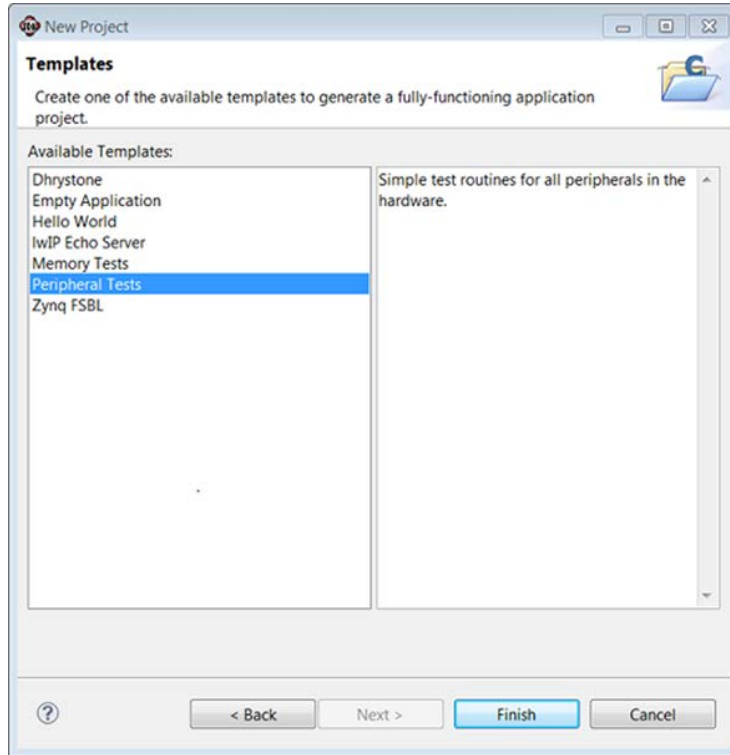 New Project
Templates
Create one of the available templates to generate a fully-functioning application
project.
Available Templates:
Dhrystone
Empty Application
Hello World
lwIP Echo Server
Memory Tests
Peripheral Tests
Zynq FSBL
Simple test routines for all peripherals in the
hardware.
< Back
Next >
Finish
Cancel